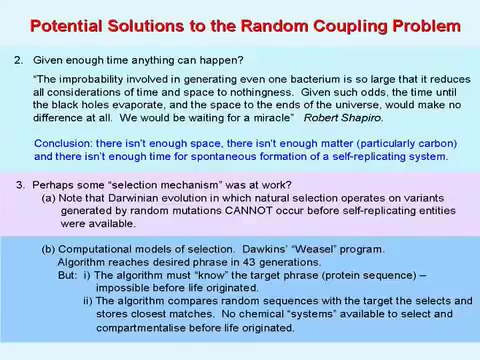 Potential Solutions to the Random Coupling Problem
2. Given enough time anything can happen?
“The improbability involved in generating even one bacterium is so large that it reduces
all considerations of time and space to nothingness. Given such odds, the time until
the black holes evaporate, and the space to the ends of the universe, would make no
difference at all. We would be waiting for a miracle” Robert Shapiro.
Conclusion: there isn't enough space, there isn't enough matter (particularly carbon)
and there isn't enough time for spontaneous formation of a self-replicating system.
3. Perhaps some “selection mechanism” was at work?
(a) Note that Darwinian evolution in which natural selection operates on variants
generated by random mutations CANNOT occur before self-replicating entities
were available.
(b) Computational models of selection. Dawkins' “Weasel” program.
Algorithm reaches desired phrase in 43 generations.
But: i) The algorithm must “know” the target phrase (protein sequence) –
impossible before life originated.
ii) The algorithm compares random sequences with the target the selects and
stores closest matches. No chemical “systems” available to select and
compartmentalise before life originated.